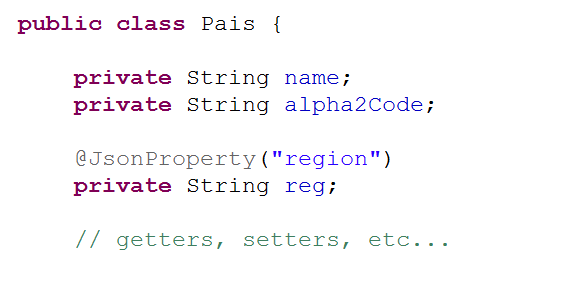 public class Pais {
private String name;
private String alpha2Code;
@JsonProperty("region")
private String reg;
// getters, setters, etc...